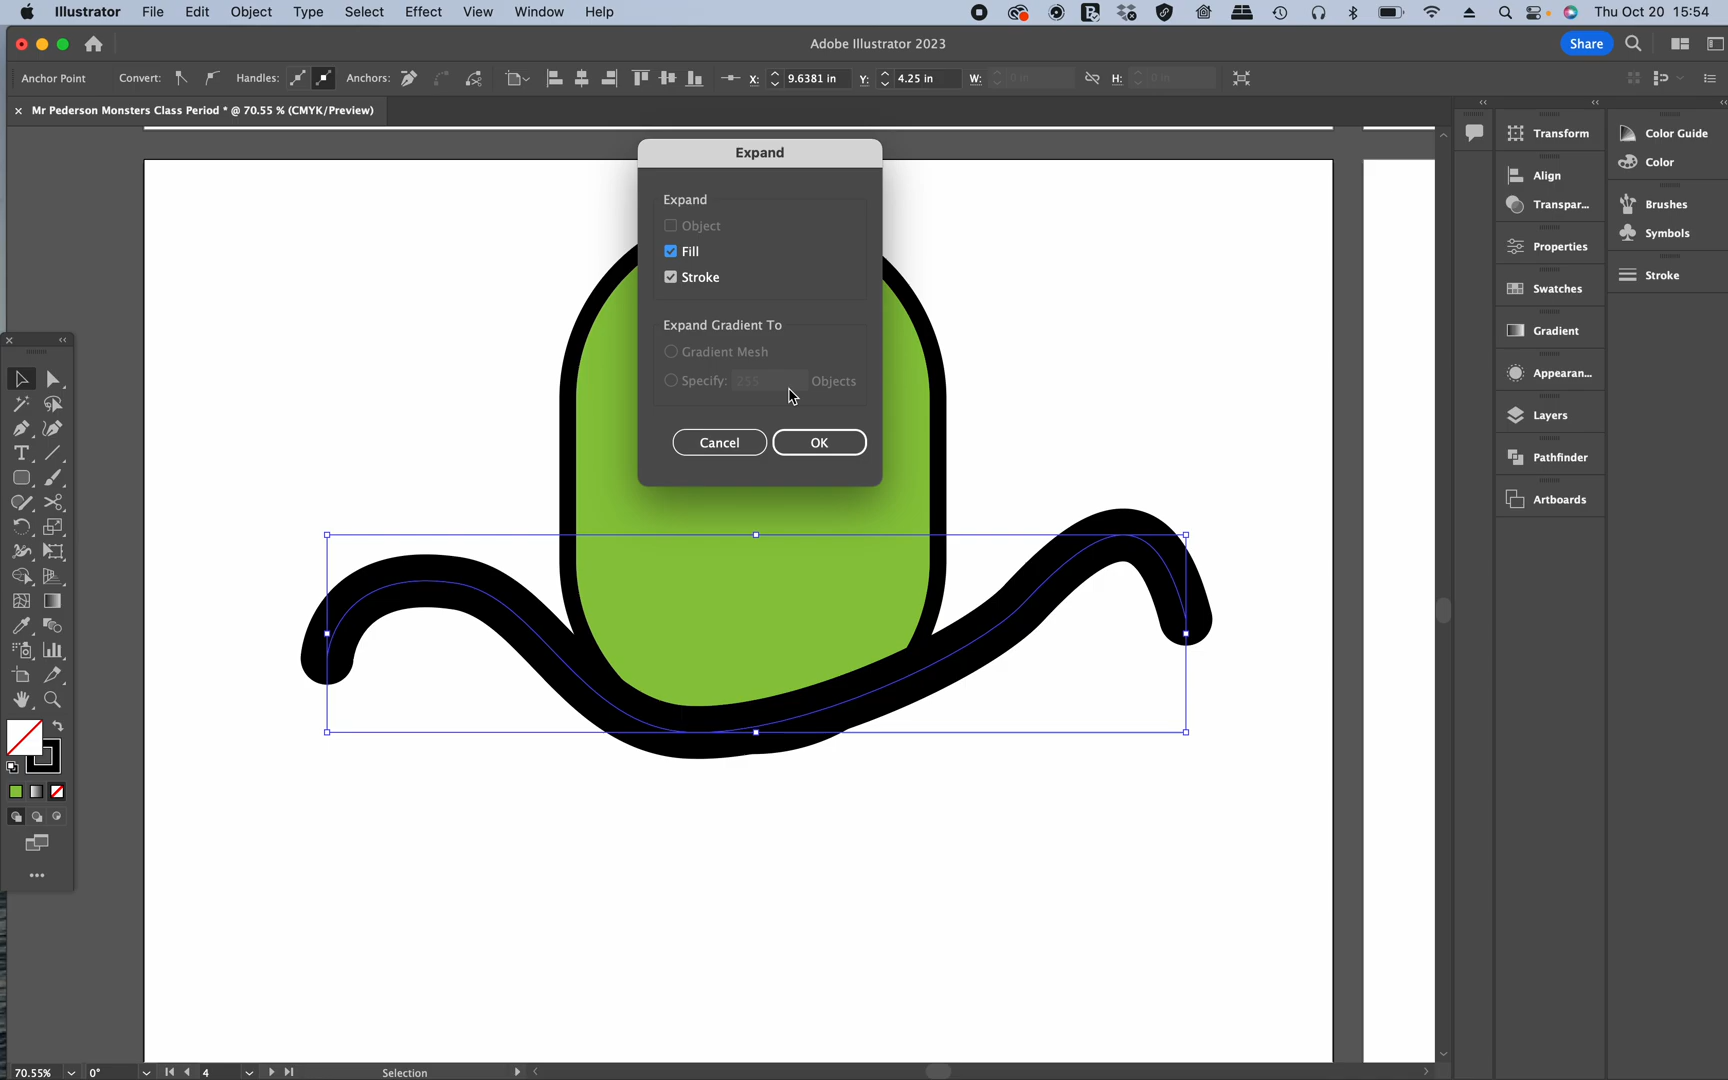 Illustrator File Edit Object Type Select Effect View Window Help Thu Oct 20 15:54
Adobe Illustrator 2023 Share
Anchor Point Convert: Handles: Anchors: X: 9.6381 in Y: 4.25 in W: 0 in H: 0 in
× Mr Pederson Monsters Class Period * @ 70.55 % (CMYK/Preview)
Expand
Expand
Object
Fill
Stroke
Expand Gradient To
Gradient Mesh
Specify: 255 Objects
Cancel OK
Transform
Align
Transpar...
Properties
Swatches
Gradient
Appearan...
Layers
Pathfinder
Artboards
Color Guide
Color
Brushes
Symbols
Stroke
70.55% 0° 4 Selection